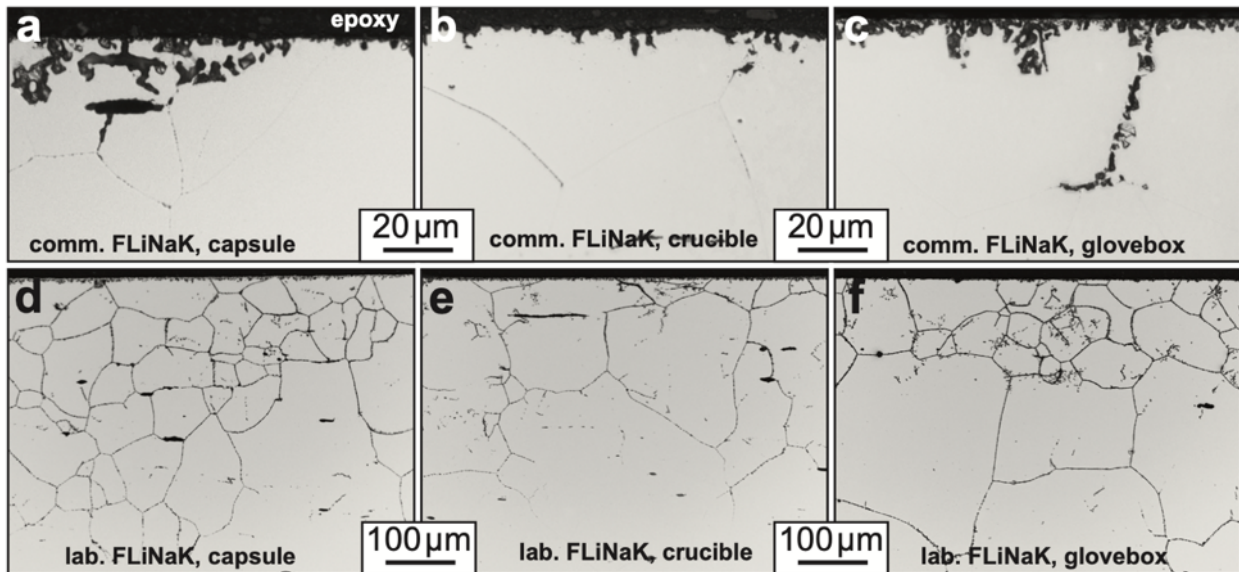 a
epoxy
b
c
20 µm
20 µm
comm. FLiNaK, capsule
comm. FLiNaK, crucible
comm. FLiNaK, glovebox
d
e
f
100 µm
100 µm
lab. FLiNaK, capsule
lab. FLiNaK, crucible
lab. FLiNaK, glovebox